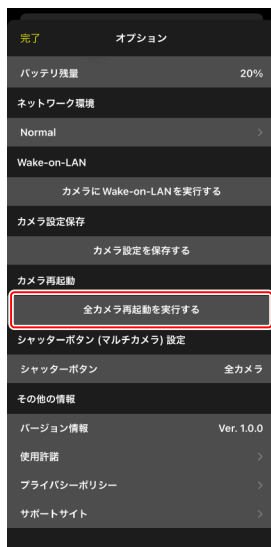 完了 オプション
バッテリ残量 20%
ネットワーク環境
Normal
Wake-on-LAN
カメラに Wake-on-LANを実行する
カメラ設定保存
カメラ設定を保存する
カメラ再起動
全カメラ再起動を実行する
シャッターボタン (マルチカメラ) 設定
シャッターボタン 全カメラ
その他の情報
バージョン情報 Ver. 1.0.0
使用許諾
プライバシーポリシー
サポートサイト